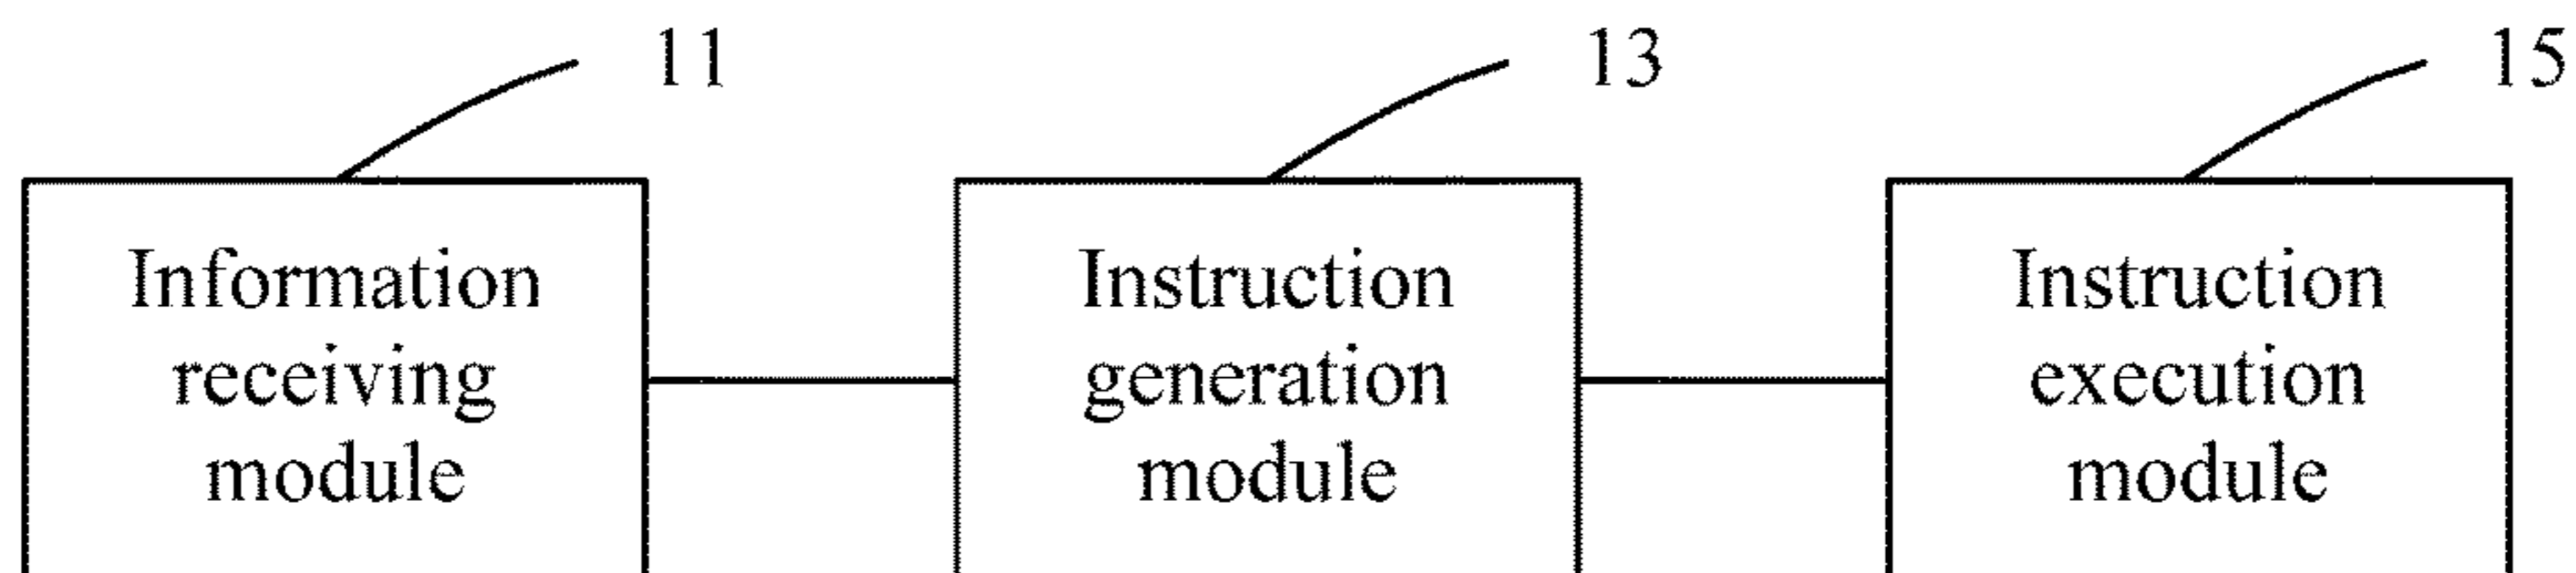 11
13
15
Information
receiving
module
Instruction
generation
module
Instruction
execution
module